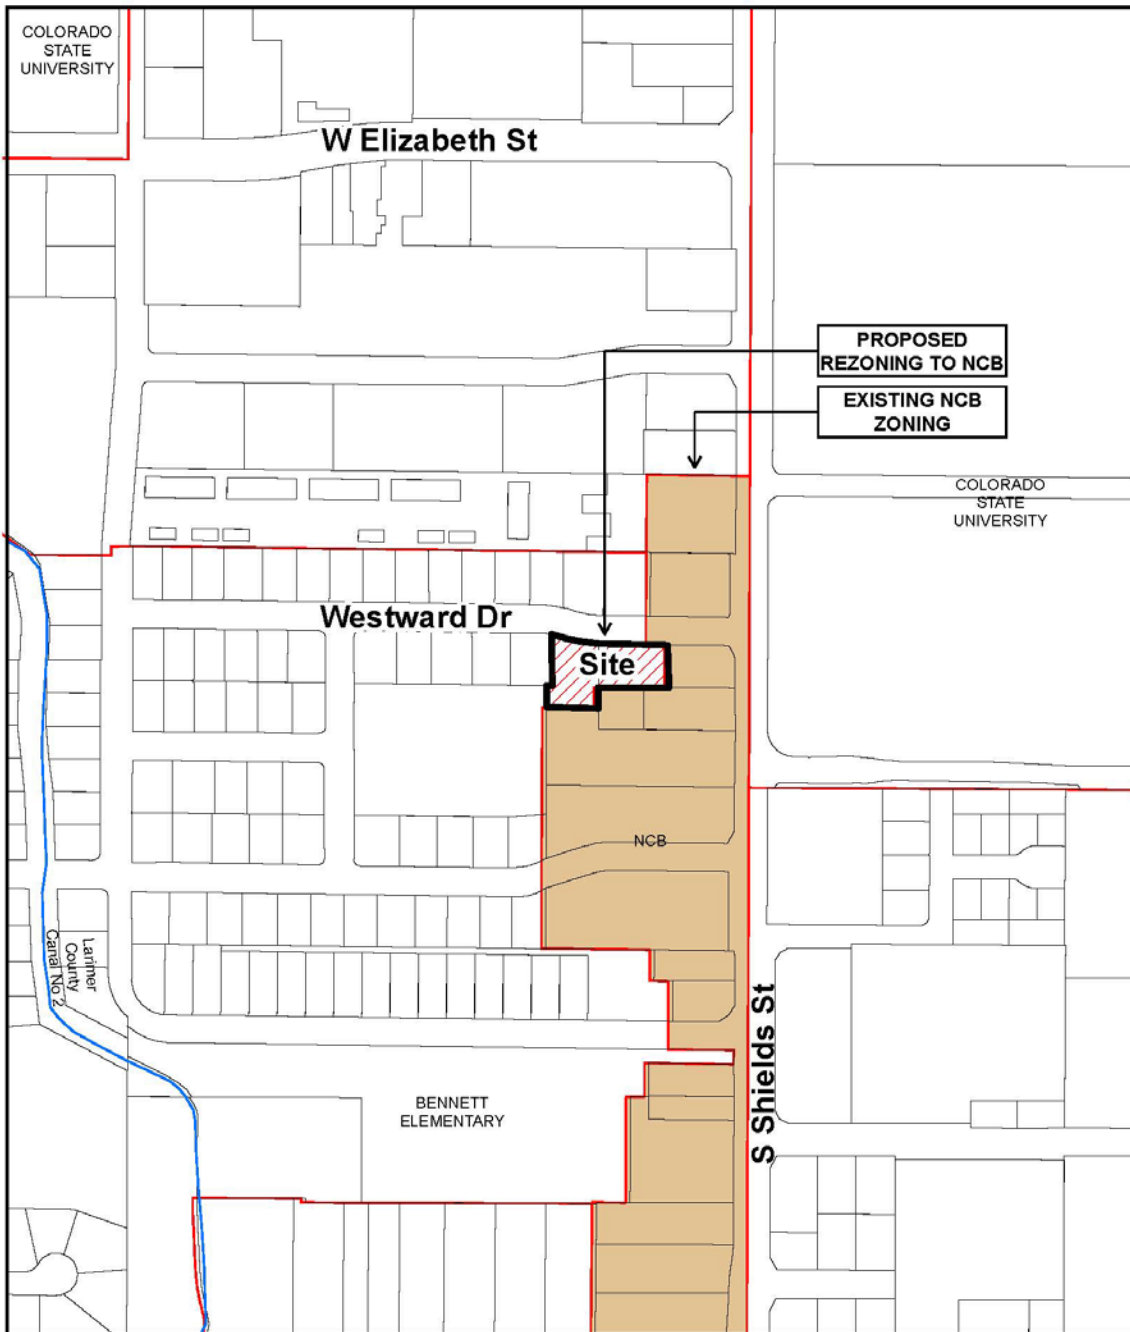 COLORADO
STATE
UNIVERSITY
W Elizabeth St
PROPOSED
REZONING TO NCB
EXISTING NCB
ZONING
COLORADO
STATE
UNIVERSITY
Westward Dr
Site
NCB
Larimer
County
Canal No 2
S Shields St
BENNETT
ELEMENTARY